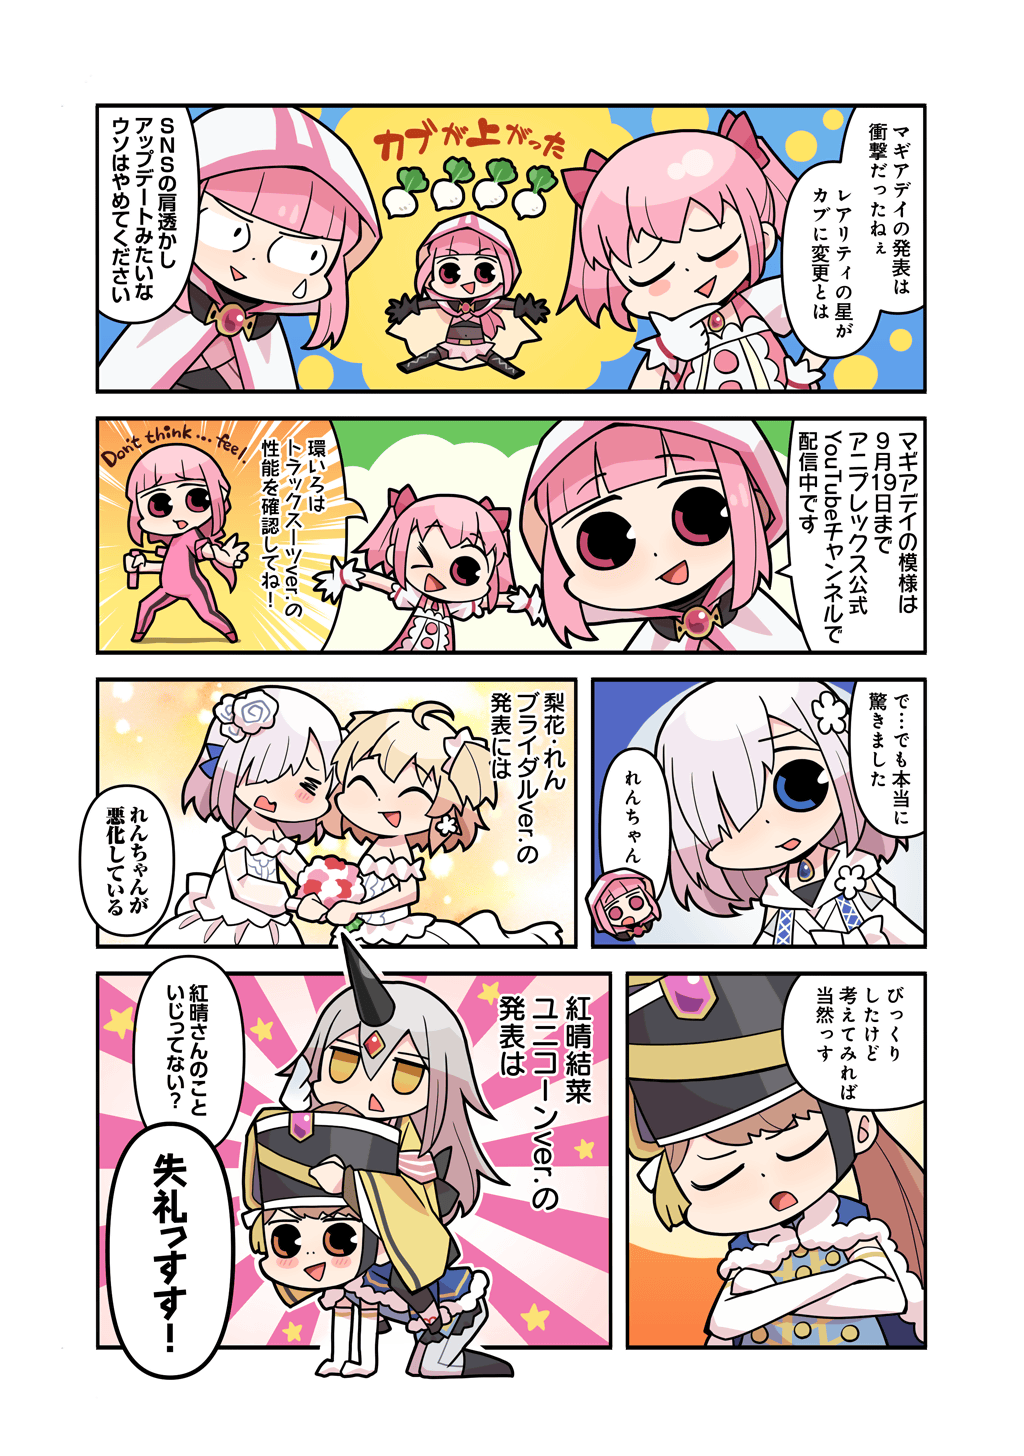 マギアデイの発表は
衝撃だったねぇ
レアリティの星が
カブに変更とは
カブが上がった
SNSの肩透かし
アップデートみたいな
ウソはやめてください
マギアデイの模様は
9月19日まで
アニプレックス公式
YouTubeチャンネルで
配信中です
環いろは
トラックスーツver.の
性能を確認してね!
Don't think... feel!
で…でも本当に
驚きました
れんちゃん
梨花・れん
ブライダルver.の
発表には
れんちゃんが
悪化している
びっくり
したけど
考えてみれば
当然っす
紅晴結菜
ユニコーンver.の
発表は
紅晴さんのこと
いじってない?
失礼っすす!